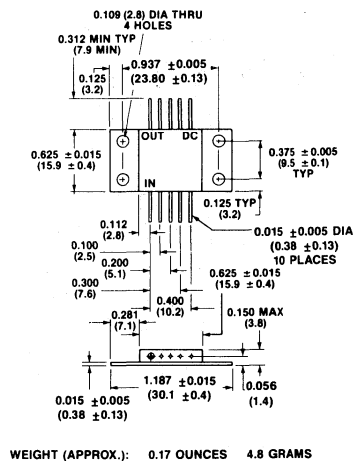 0.109 (2.8) DIA THRU
4 HOLES
0.312 MIN TYP
(7.9 MIN)
0.937 ±0.005
(23.80 ±0.13)
0.125
(3.2)
OUT DC
0.625 ±0.015
(15.9 ±0.4)
0.375 ±0.005
(9.5 ±0.1)
TYP
IN
0.125 TYP
(3.2)
0.112
(2.8)
0.015 ±0.005 DIA
(0.38 ±0.13)
10 PLACES
0.100
(2.5)
0.200
(5.1)
0.300
(7.6)
0.400
(10.2)
0.625 ±0.015
(15.9 ±0.4)
0.281
(7.1)
0.150 MAX
(3.8)
1.187 ±0.015
(30.1 ±0.4)
0.015 ±0.005
(0.38 ±0.13)
0.056
(1.4)
WEIGHT (APPROX.): 0.17 OUNCES 4.8 GRAMS